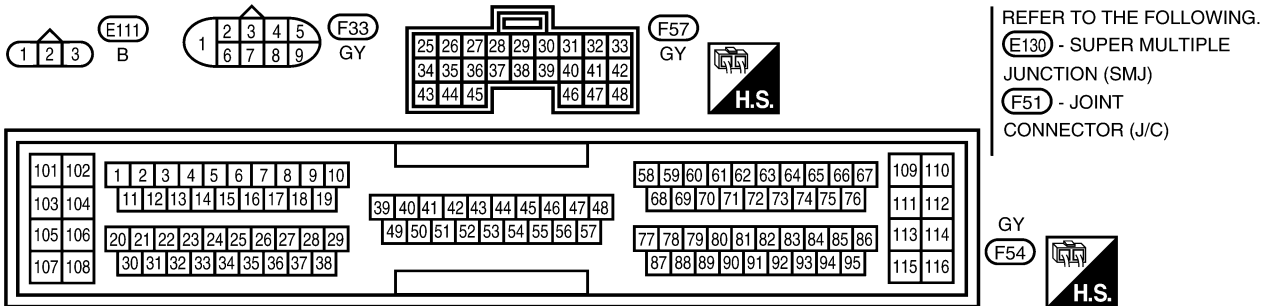 1 2 3
E111
B
1
2 3 4 5
6 7 8 9
F33
GY
25 26 27 28 29 30 31 32 33
34 35 36 37 38 39 40 41 42
43 44 45 46 47 48
F57
GY
H.S.
REFER TO THE FOLLOWING.
E130 - SUPER MULTIPLE
JUNCTION (SMJ)
F51 - JOINT
CONNECTOR (J/C)
101 102
103 104
105 106
107 108
1 2 3 4 5 6 7 8 9 10
11 12 13 14 15 16 17 18 19
20 21 22 23 24 25 26 27 28 29
30 31 32 33 34 35 36 37 38
39 40 41 42 43 44 45 46 47 48
49 50 51 52 53 54 55 56 57
58 59 60 61 62 63 64 65 66 67
68 69 70 71 72 73 74 75 76
77 78 79 80 81 82 83 84 85 86
87 88 89 90 91 92 93 94 95
109 110
111 112
113 114
115 116
GY
F54
H.S.